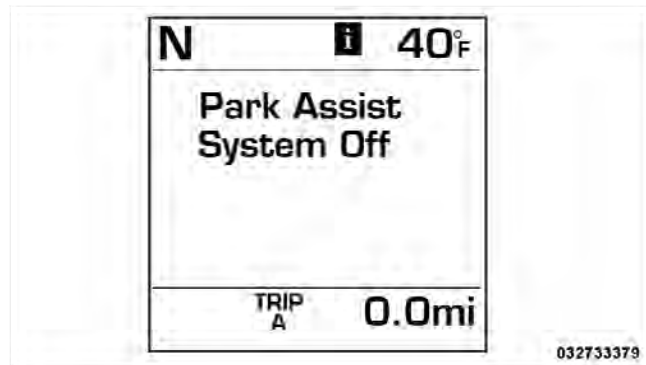 N i 40°F
Park Assist
System Off
TRIP
A
0.0mi
032733379